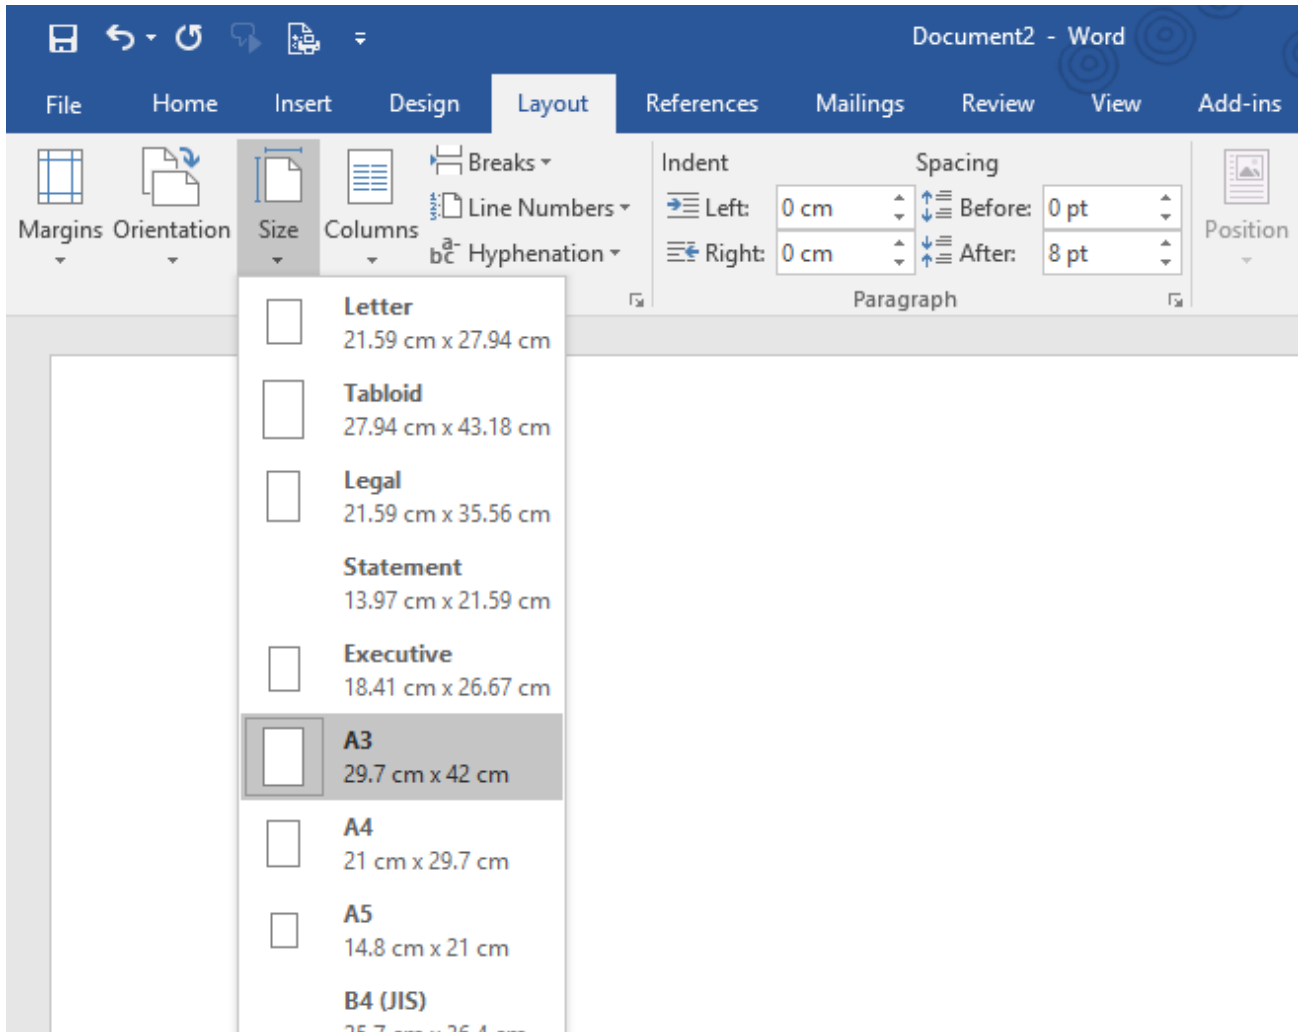 Document2 - Word
File Home Insert Design Layout References Mailings Review View Add-ins
Margins Orientation Size Columns
Breaks
Line Numbers
Hyphenation
Indent
Left: 0 cm
Right: 0 cm
Spacing
Before: 0 pt
After: 8 pt
Paragraph
Position
Letter
21.59 cm x 27.94 cm
Tabloid
27.94 cm x 43.18 cm
Legal
21.59 cm x 35.56 cm
Statement
13.97 cm x 21.59 cm
Executive
18.41 cm x 26.67 cm
A3
29.7 cm x 42 cm
A4
21 cm x 29.7 cm
A5
14.8 cm x 21 cm
B4 (JIS)